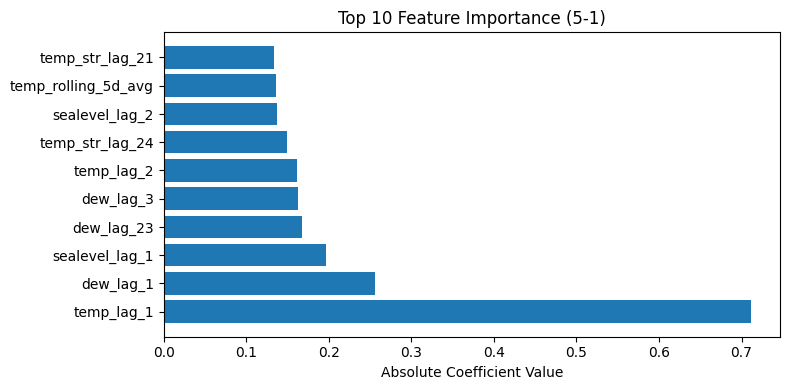 Top 10 Feature Importance (5-1)
temp_str_lag_21
temp_rolling_5d_avg
sealevel_lag_2
temp_str_lag_24
temp_lag_2
dew_lag_3
dew_lag_23
sealevel_lag_1
dew_lag_1
temp_lag_1
0.0 0.1 0.2 0.3 0.4 0.5 0.6 0.7
Absolute Coefficient Value